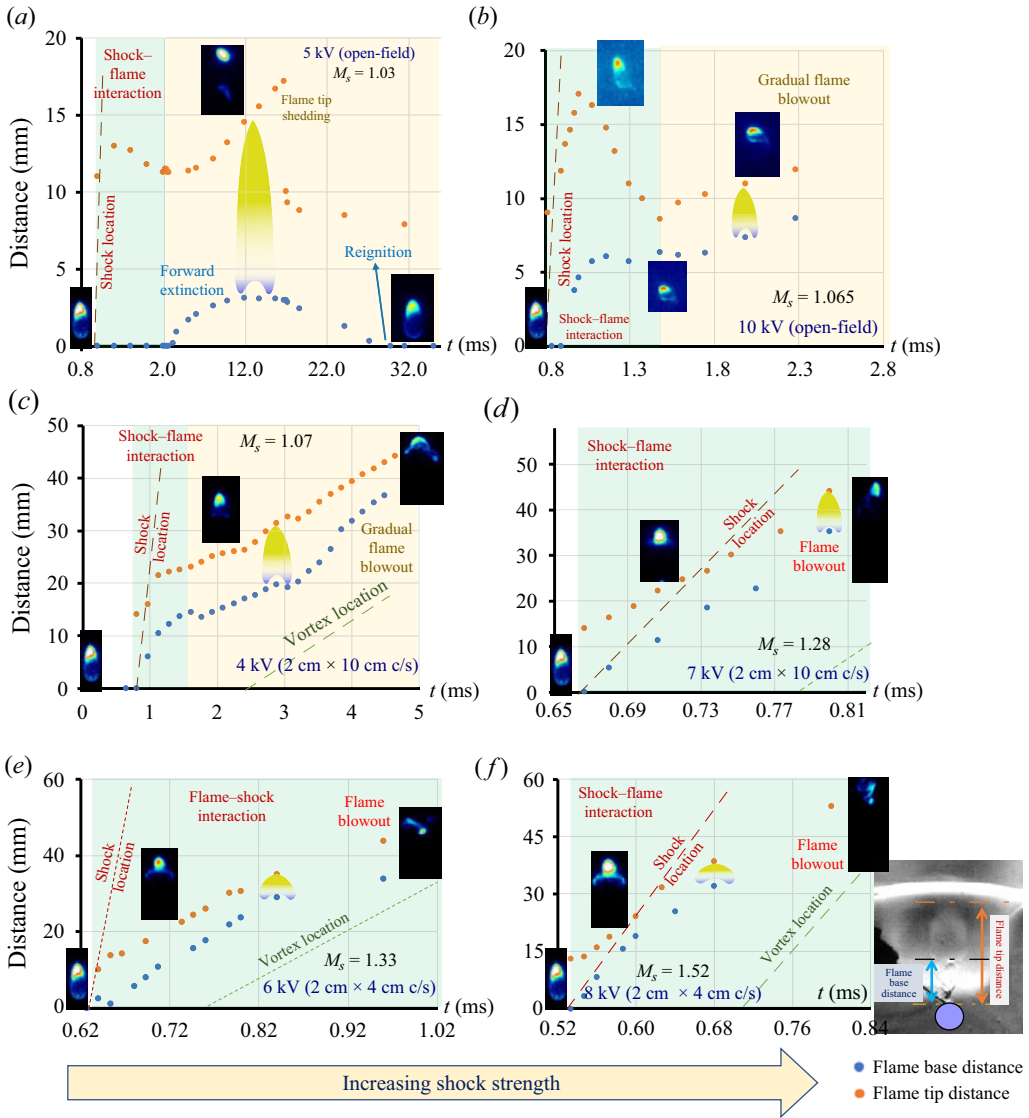 (a)
20
15
10
5
0
Distance (mm)
Shock–
flame
interaction
5 kV (open-field)
M_s = 1.03
Flame tip
shedding
Shock location
Forward
extinction
Reignition
0.8 2.0 12.0 22.0 32.0
t (ms)
(b)
20
15
10
5
0
Gradual flame
blowout
Shock location
Shock–flame
interaction
M_s = 1.065
10 kV (open-field)
0.8 1.3 1.8 2.3 2.8
t (ms)
(c)
50
40
30
20
10
0
Distance (mm)
Shock–flame
interaction
M_s = 1.07
Shock
location
Gradual
flame
blowout
Vortex location
4 kV (2 cm × 10 cm c/s)
0 1 2 3 4 5
t (ms)
(d)
50
40
30
20
10
0
Shock–flame
interaction
Shock
location
Flame
blowout
M_s = 1.28
7 kV (2 cm × 10 cm c/s)
0.65 0.69 0.73 0.77 0.81
t (ms)
(e)
60
40
20
0
Distance (mm)
Flame–shock
interaction
Flame
blowout
Shock
location
Vortex location
M_s = 1.33
6 kV (2 cm × 4 cm c/s)
0.62 0.72 0.82 0.92 1.02
t (ms)
(f)
60
45
30
15
0
Shock–flame
interaction
Shock
location
Flame
blowout
Vortex location
M_s = 1.52
8 kV (2 cm × 4 cm c/s)
t (ms)
0.52 0.60 0.68 0.76 0.84
Flame
base
distance
Flame tip distance
Increasing shock strength
Flame base distance
Flame tip distance